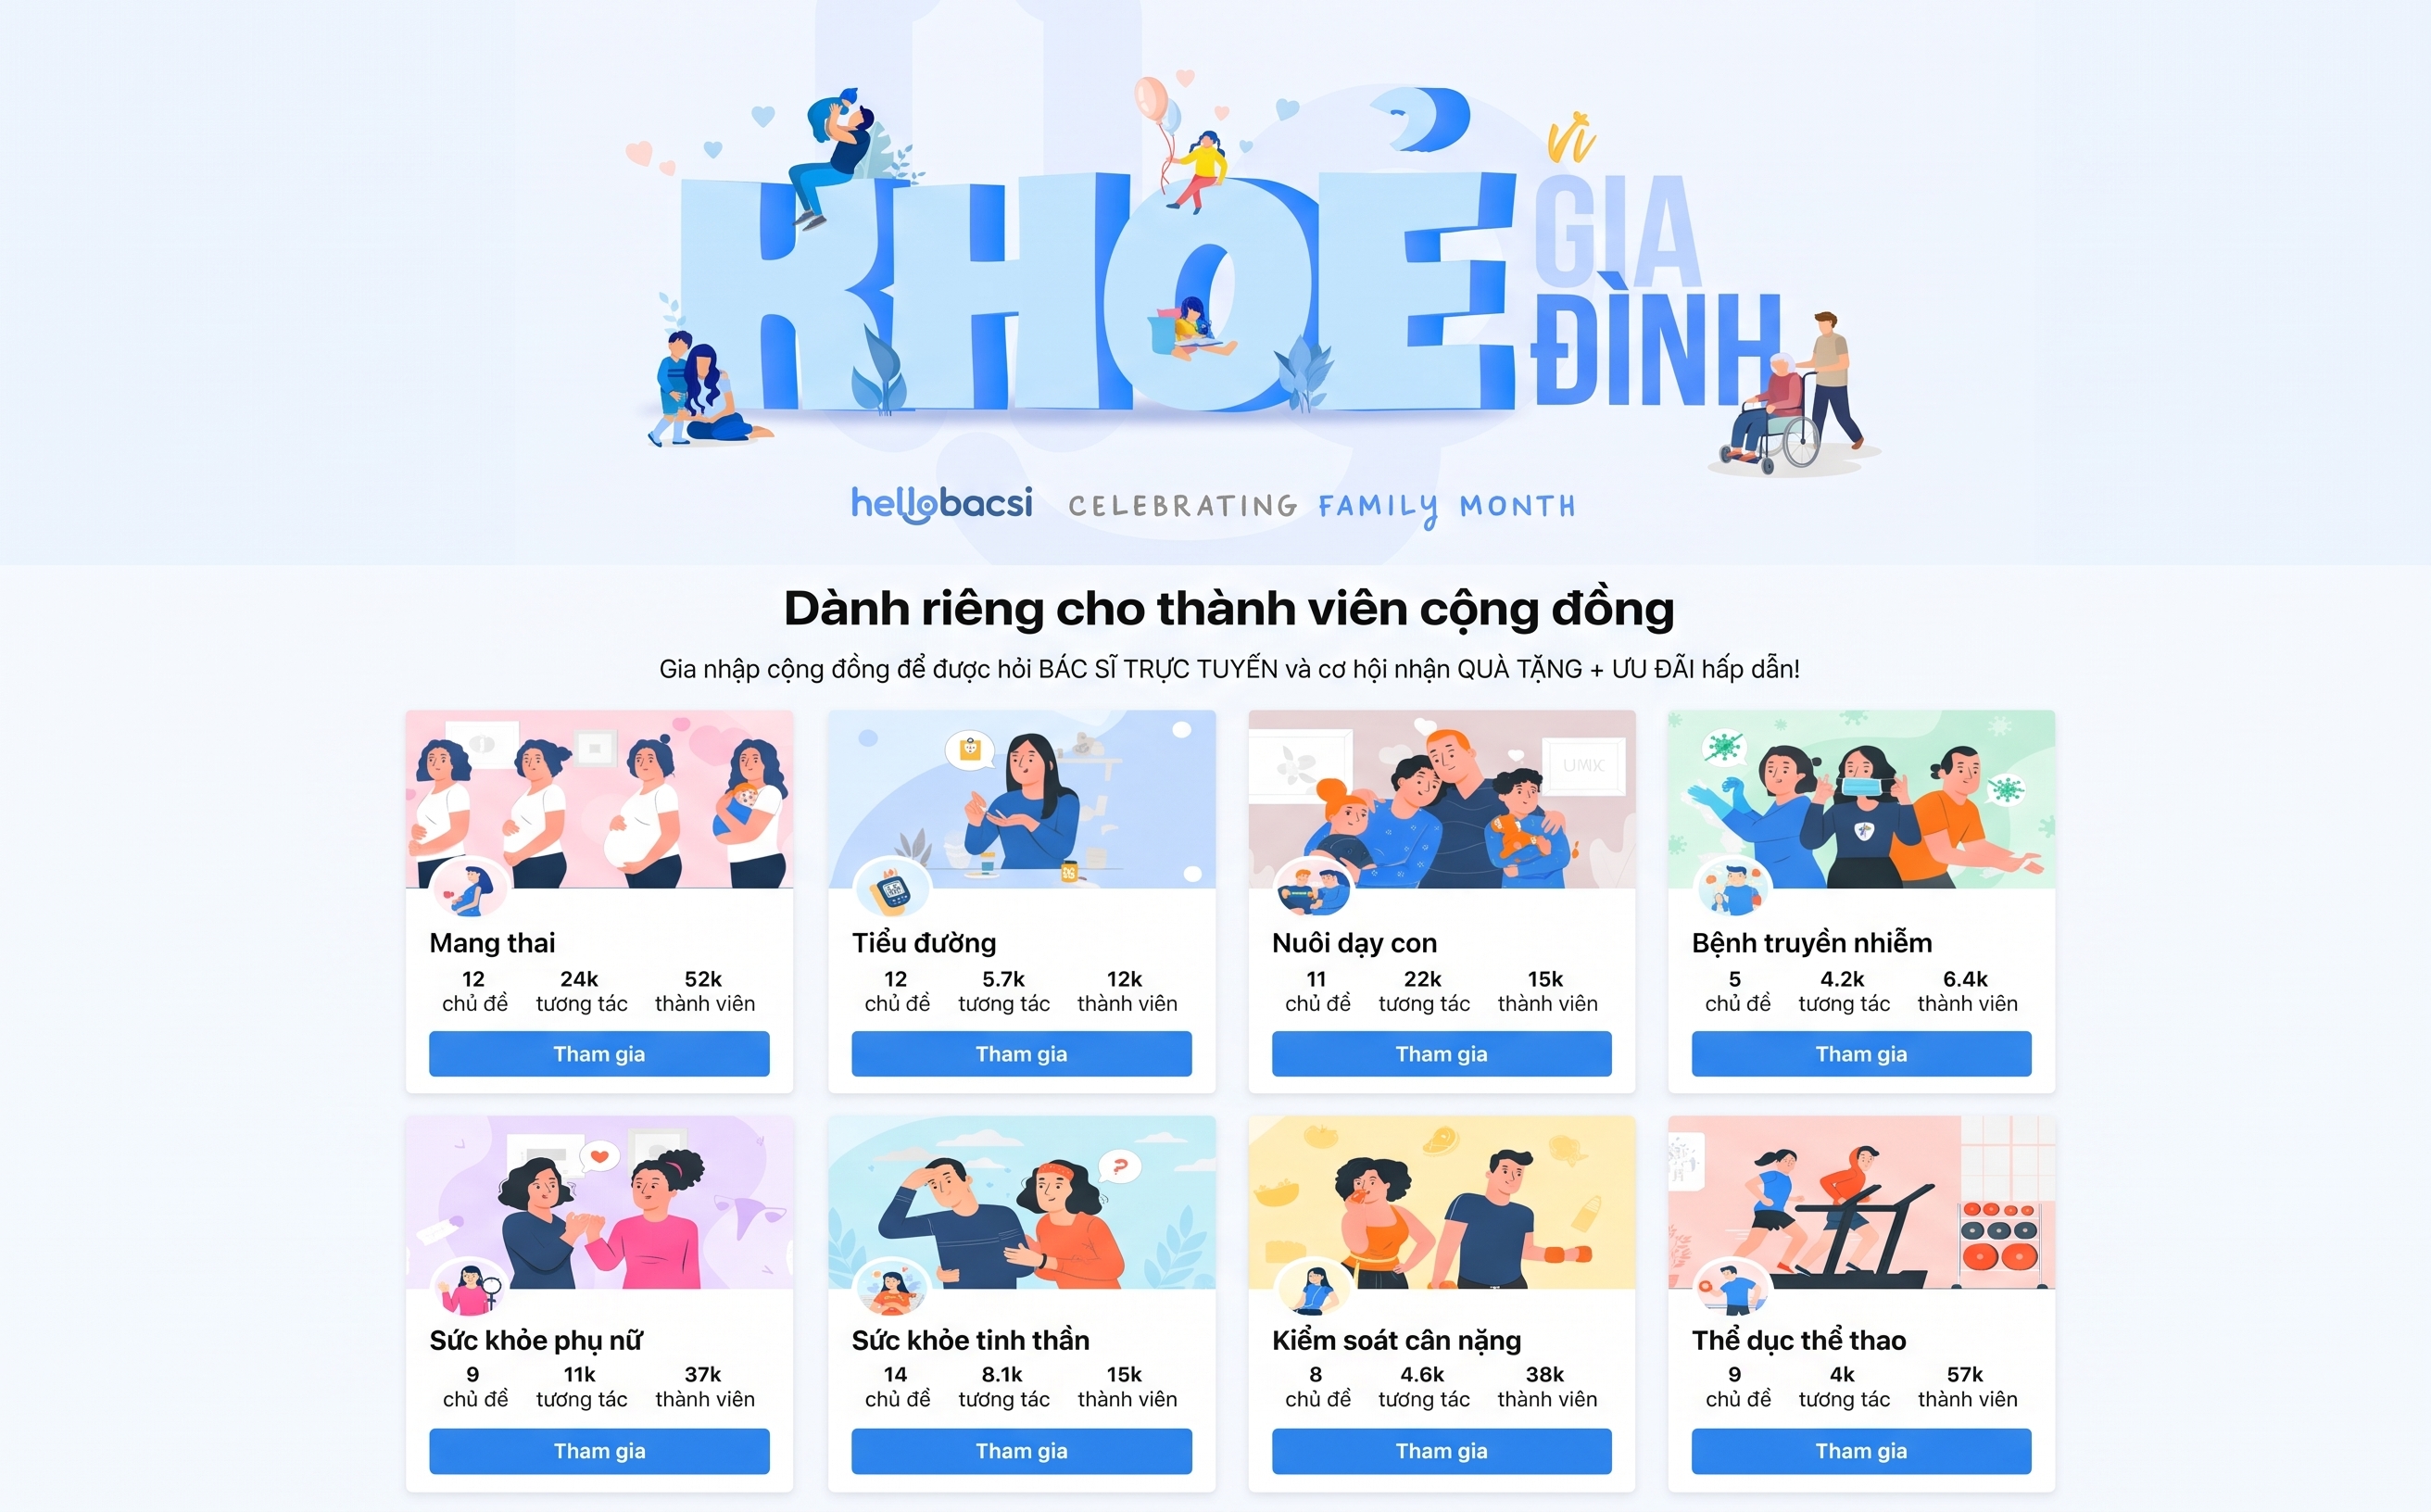 vì
KHOẺ GIA
ĐÌNH
hellobacsi CELEBRATING FAMILY MONTH
Dành riêng cho thành viên cộng đồng
Gia nhập cộng đồng để được hỏi BÁC SĨ TRỰC TUYẾN và cơ hội nhận QUÀ TẶNG + ƯU ĐÃI hấp dẫn!
UMX
Mang thai
12 24k 52k
chủ đề tương tác thành viên
Tham gia
Tiểu đường
12 5.7k 12k
chủ đề tương tác thành viên
Tham gia
Nuôi dạy con
11 22k 15k
chủ đề tương tác thành viên
Tham gia
Bệnh truyền nhiễm
5 4.2k 6.4k
chủ đề tương tác thành viên
Tham gia
Sức khỏe phụ nữ
9 11k 37k
chủ đề tương tác thành viên
Tham gia
Sức khỏe tinh thần
14 8.1k 15k
chủ đề tương tác thành viên
Tham gia
Kiểm soát cân nặng
8 4.6k 38k
chủ đề tương tác thành viên
Tham gia
Thể dục thể thao
9 4k 57k
chủ đề tương tác thành viên
Tham gia